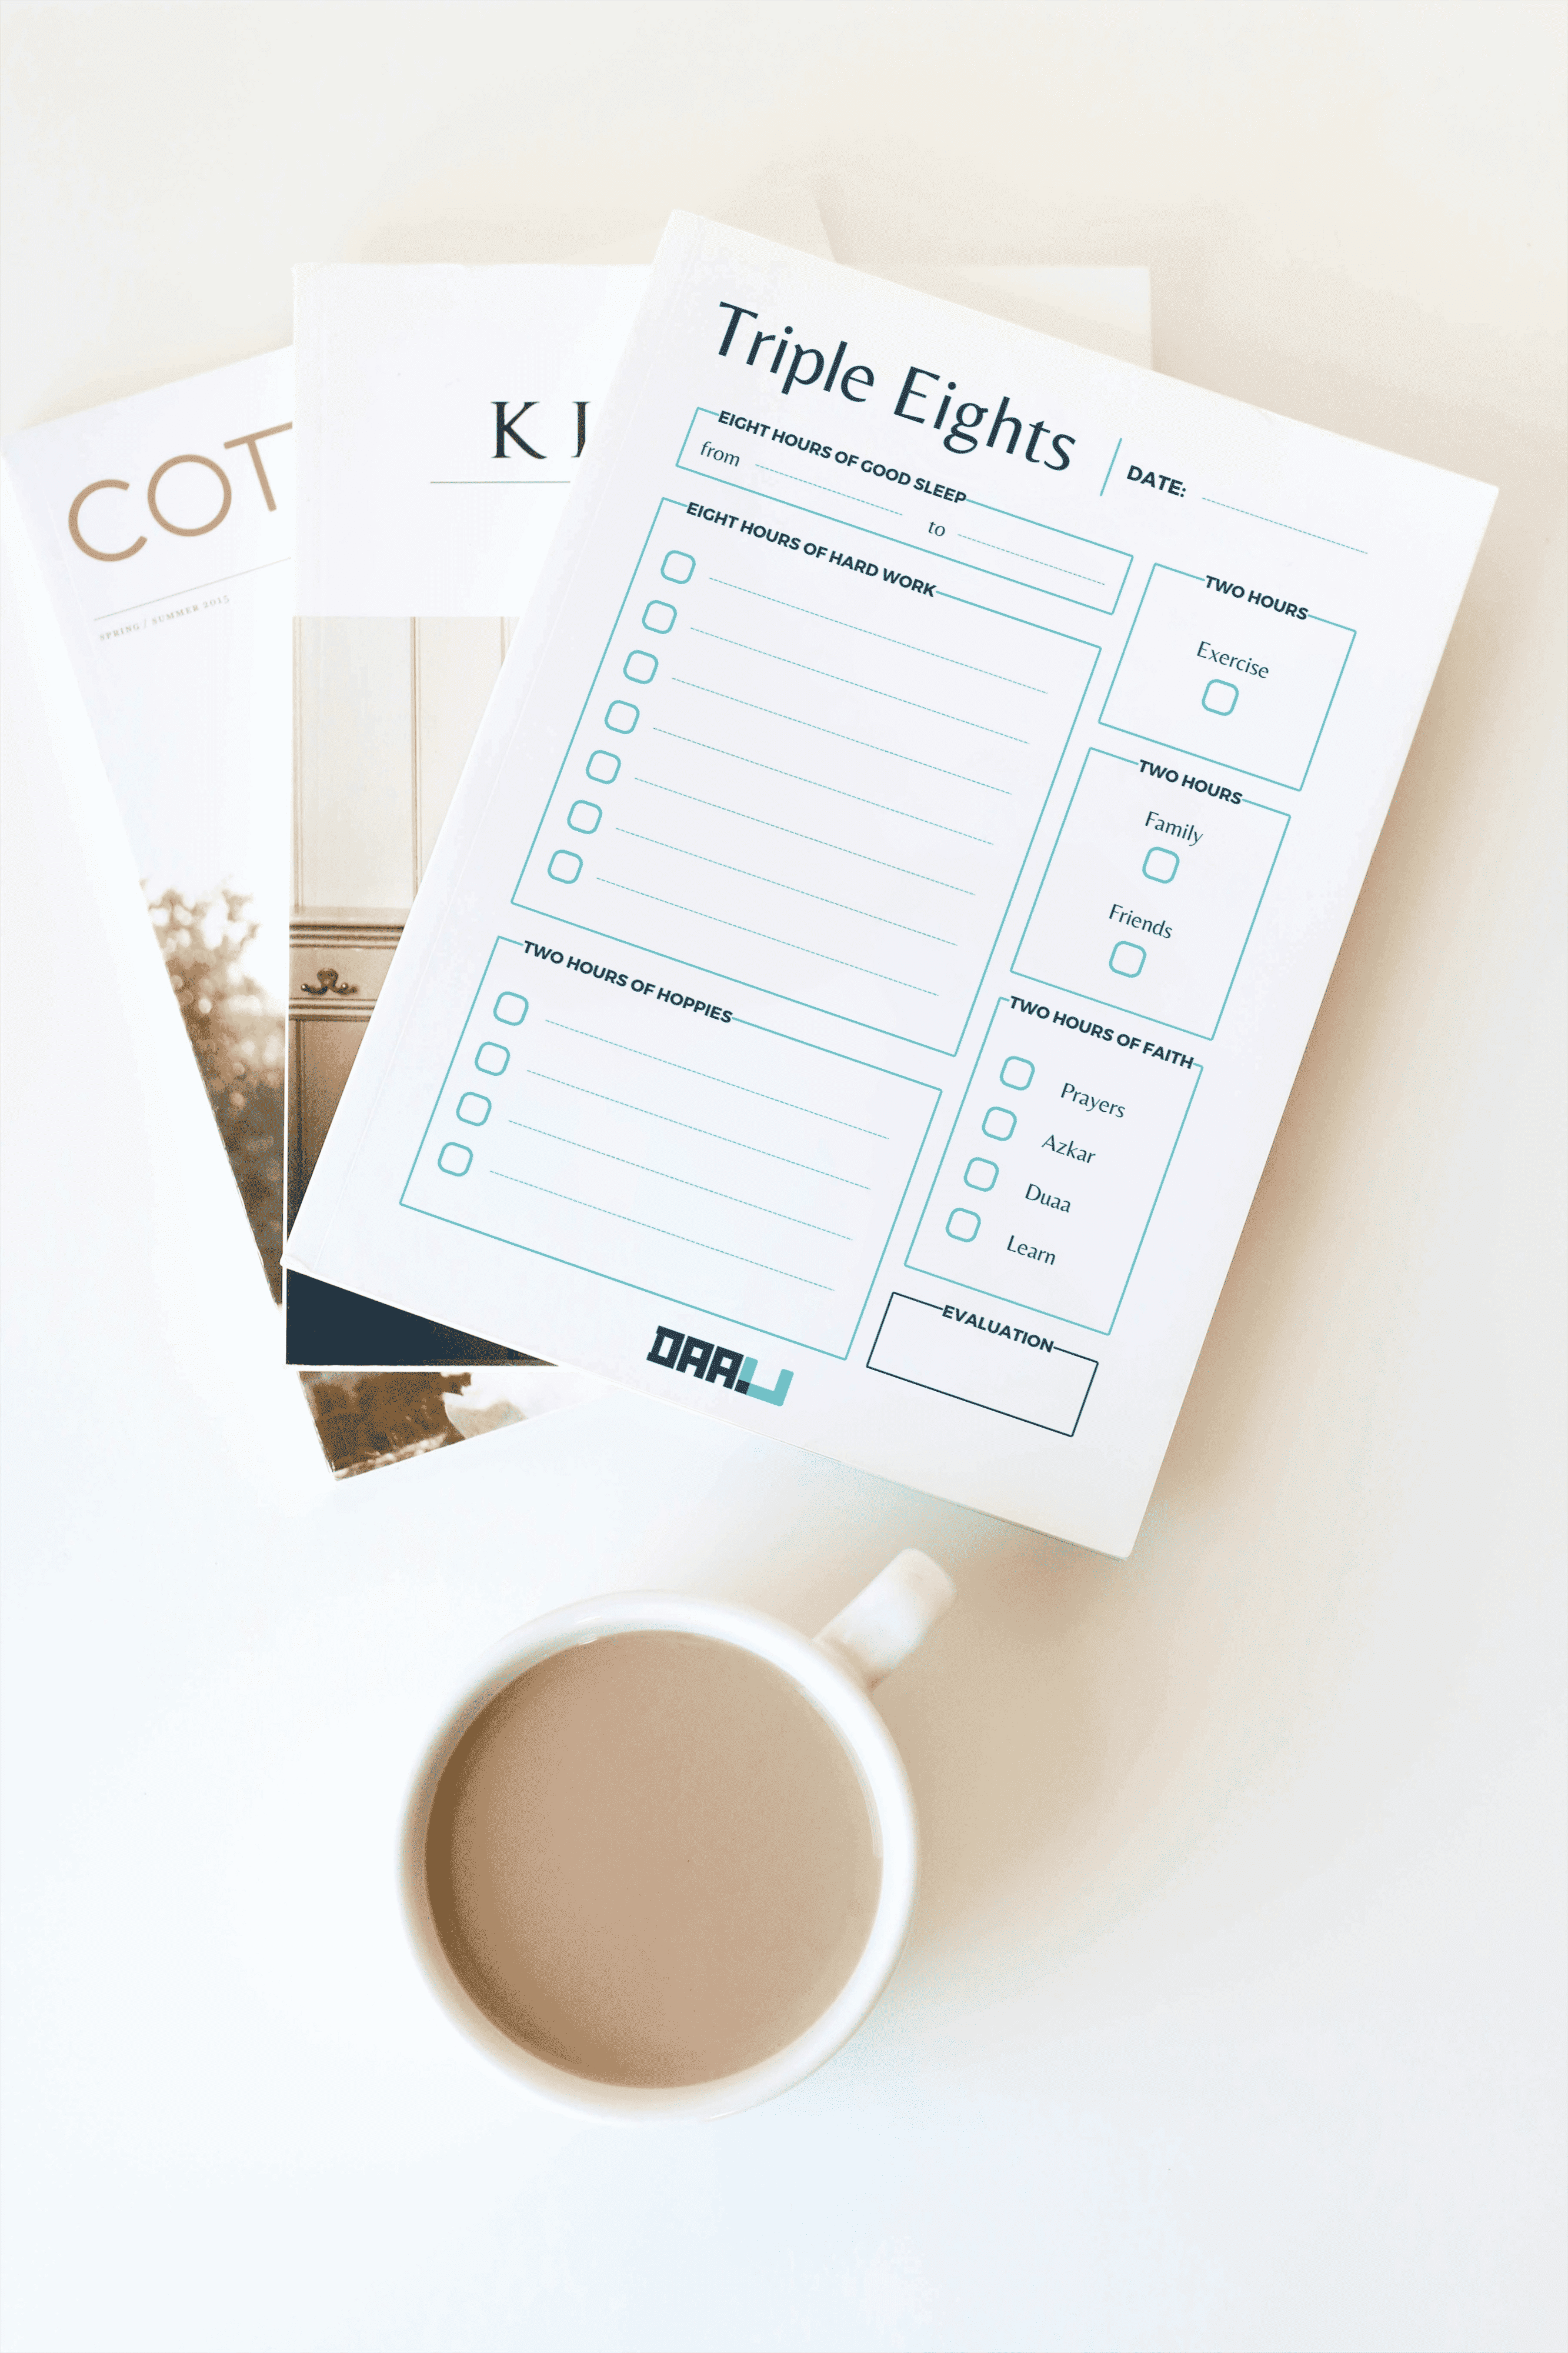 COT
SPRING / SUMMER 2015
K I
Triple Eights
DATE:
EIGHT HOURS OF GOOD SLEEP
from
to
EIGHT HOURS OF HARD WORK
TWO HOURS OF HOPPIES
TWO HOURS
Exercise
TWO HOURS
Family
Friends
TWO HOURS OF FAITH
Prayers
Azkar
Duaa
Learn
EVALUATION